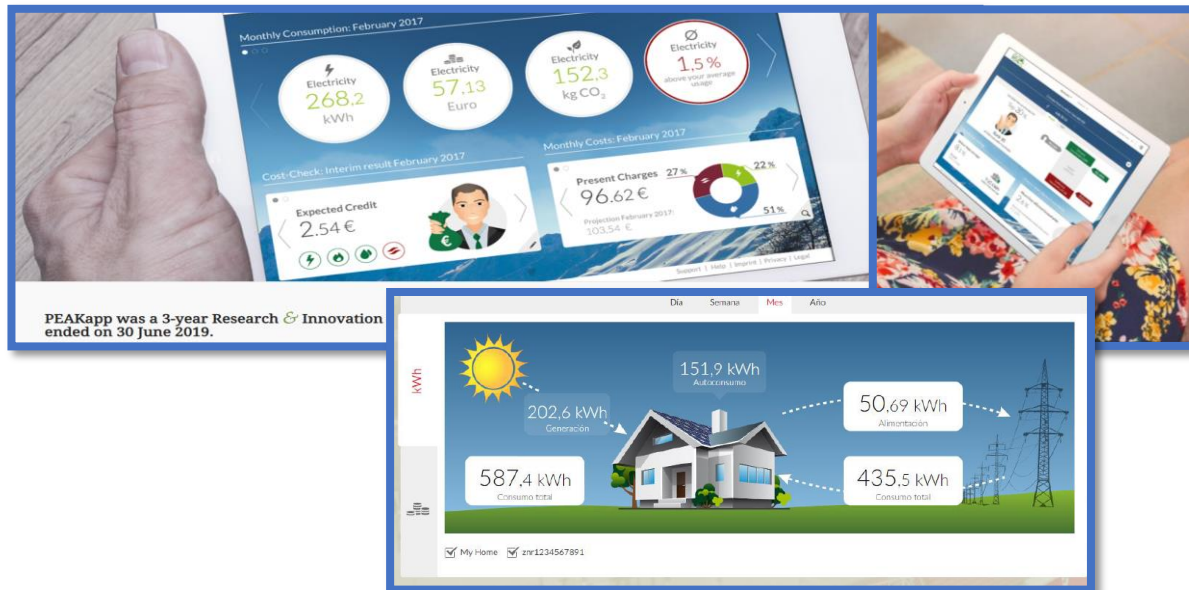 Monthly Consumption: February 2017
Electricity
268,2
kWh
Electricity
57,13
Euro
Electricity
152,3
kg CO₂
Electricity
1,5 %
above your average
usage
Cost-Check: Interim result February 2017
Expected Credit
2.54 €
€
Monthly Costs: February 2017
Present Charges
96.62 €
Projection February 2017:
103,54 €
27 %
22 %
51 %
Support | Help | Imprint | Privacy | Legal
PEAKapp was a 3-year Research & Innovation
ended on 30 June 2019.
Día Semana Mes Año
kWh
151,9 kWh
Autoconsumo
202,6 kWh
Generación
50,69 kWh
Alimentación
587,4 kWh
Consumo total
435,5 kWh
Consumo total
My Home znr1234567891